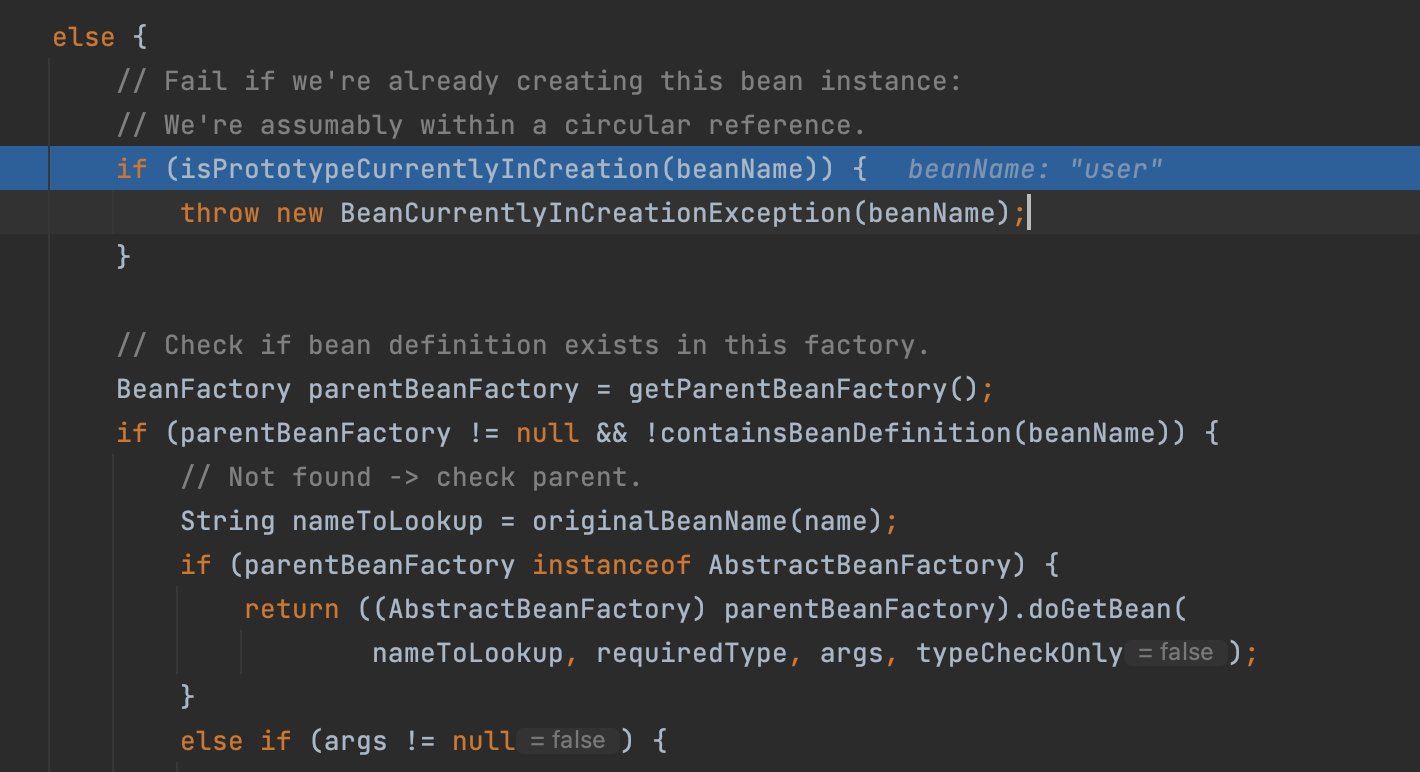 else {
// Fail if we're already creating this bean instance:
// We're assumably within a circular reference.
if (isPrototypeCurrentlyInCreation(beanName)) { beanName: "user"
throw new BeanCurrentlyInCreationException(beanName);
}
// Check if bean definition exists in this factory.
BeanFactory parentBeanFactory = getParentBeanFactory();
if (parentBeanFactory != null && !containsBeanDefinition(beanName)) {
// Not found -> check parent.
String nameToLookup = originalBeanName(name);
if (parentBeanFactory instanceof AbstractBeanFactory) {
return ((AbstractBeanFactory) parentBeanFactory).doGetBean(
nameToLookup, requiredType, args, typeCheckOnly = false );
}
else if (args != null = false ) {